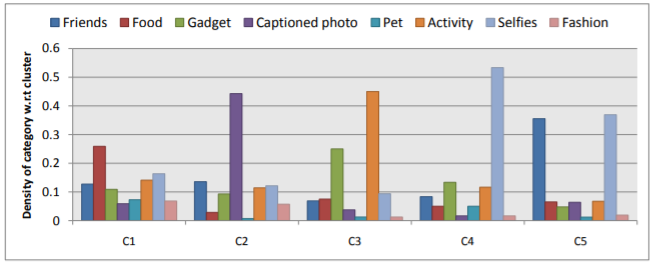 Friends Food Gadget Captioned photo Pet Activity Selfies Fashion
Density of category w.r.t cluster
0.6
0.5
0.4
0.3
0.2
0.1
0
C1 C2 C3 C4 C5